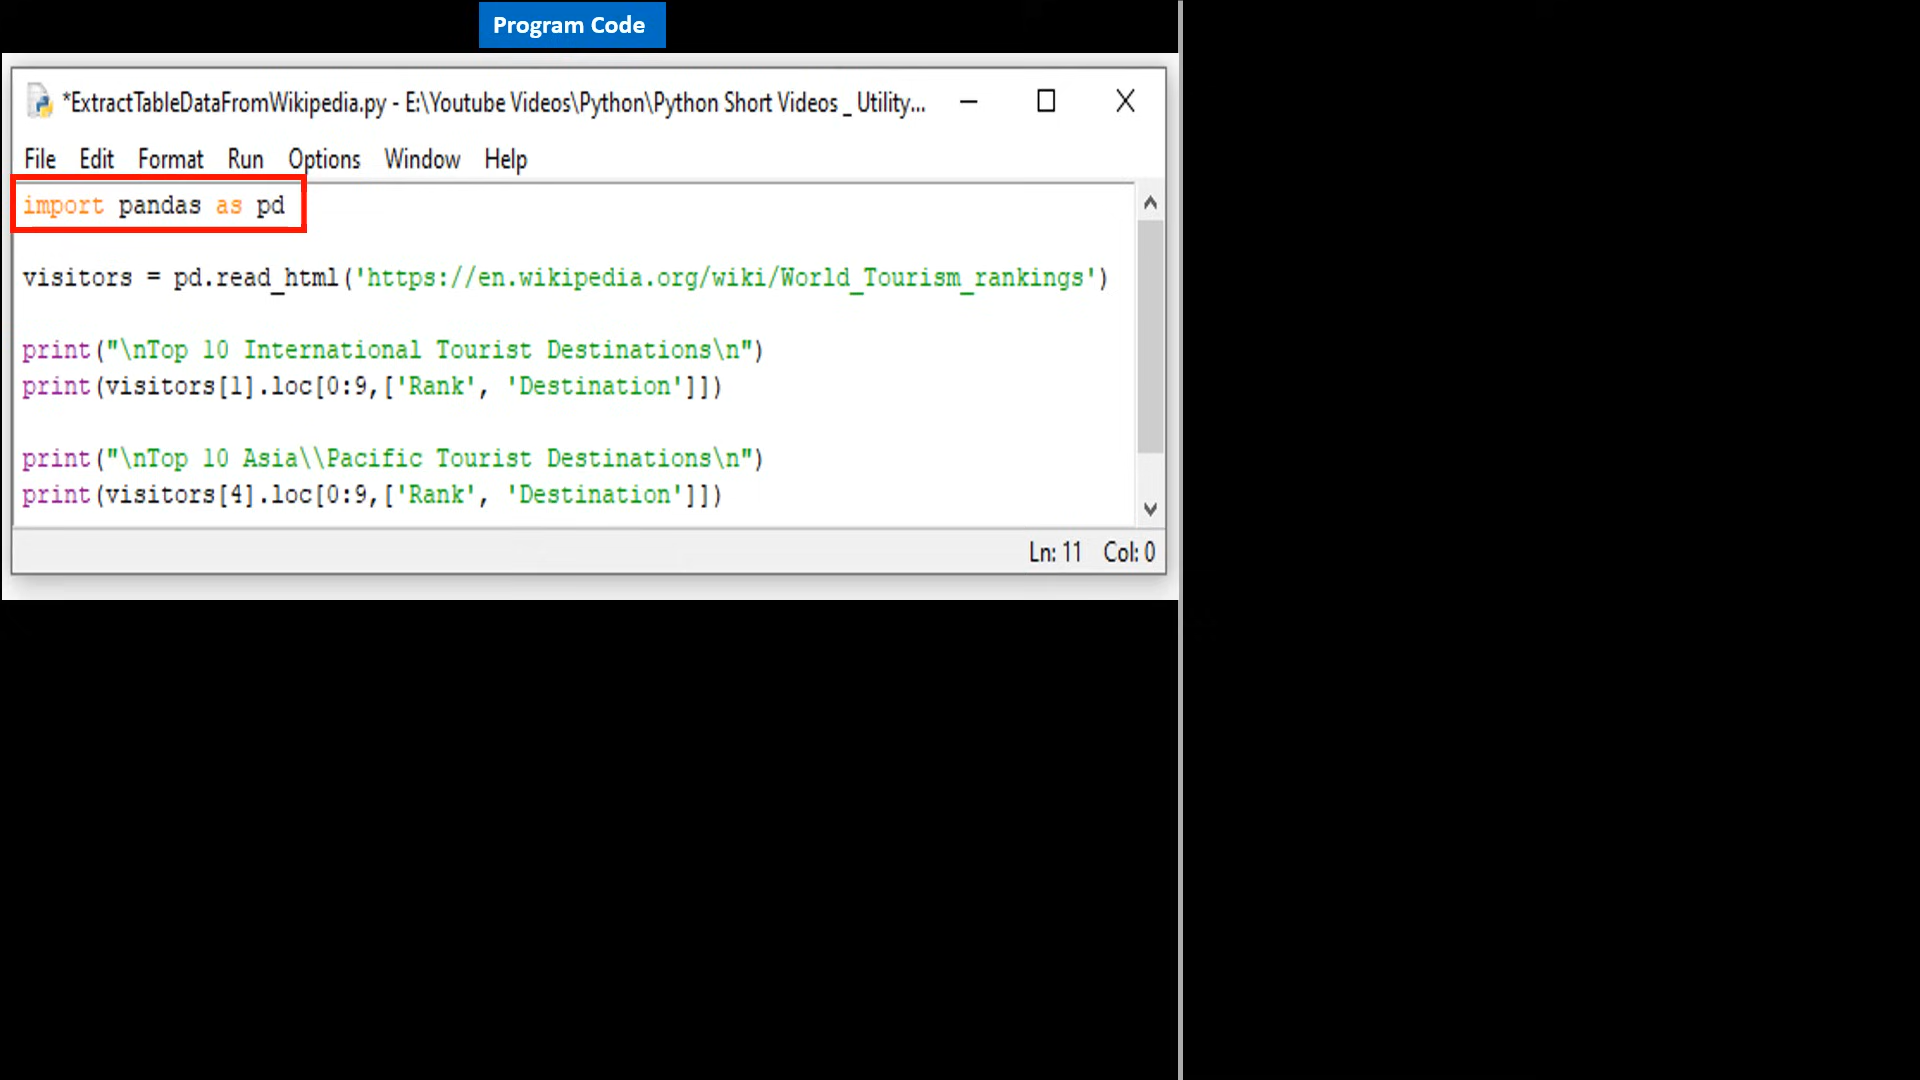 Program Code
*ExtractTableDataFromWikipedia.py - E:\Youtube Videos\Python\Python Short Videos _ Utility...
File Edit Format Run Options Window Help
import pandas as pd
visitors = pd.read_html('https://en.wikipedia.org/wiki/World_Tourism_rankings')
print("\nTop 10 International Tourist Destinations\n")
print(visitors[1].loc[0:9,['Rank', 'Destination']])
print("\nTop 10 Asia\\Pacific Tourist Destinations\n")
print(visitors[4].loc[0:9,['Rank', 'Destination']])
Ln: 11 Col: 0